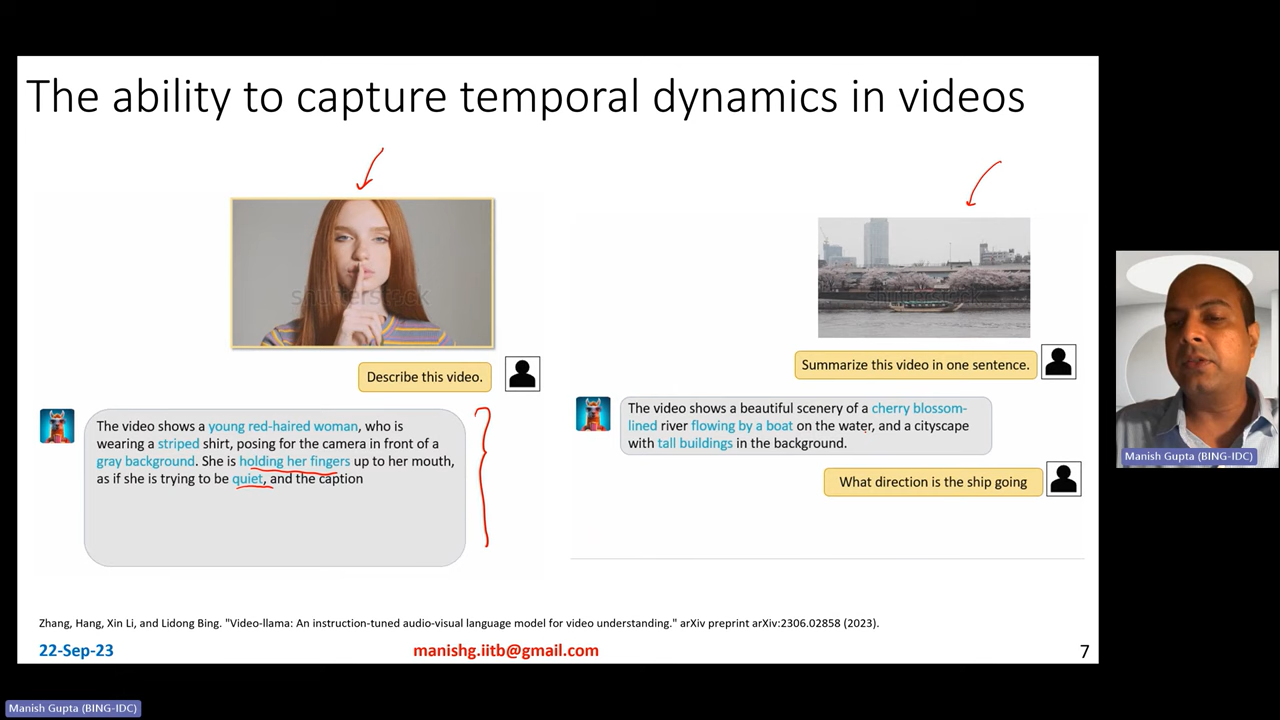 The ability to capture temporal dynamics in videos
shutterstock
Describe this video.
The video shows a young red-haired woman, who is
wearing a striped shirt, posing for the camera in front of a
gray background. She is holding her fingers up to her mouth,
as if she is trying to be quiet, and the caption
shutterstock
Summarize this video in one sentence.
The video shows a beautiful scenery of a cherry blossom-
lined river flowing by a boat on the water, and a cityscape
with tall buildings in the background.
What direction is the ship going
Zhang, Hang, Xin Li, and Lidong Bing. "Video-llama: An instruction-tuned audio-visual language model for video understanding." arXiv preprint arXiv:2306.02858 (2023).
22-Sep-23
manishg.iitb@gmail.com
7
Manish Gupta (BING-IDC)
Manish Gupta (BING-IDC)